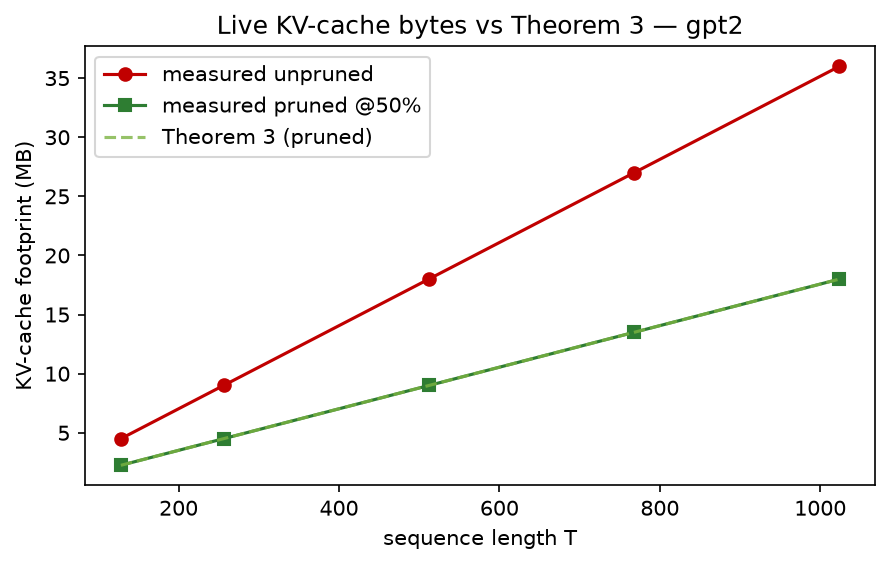 Live KV-cache bytes vs Theorem 3 — gpt2
measured unpruned
measured pruned @50%
Theorem 3 (pruned)
KV-cache footprint (MB)
35
30
25
20
15
10
5
200 400 600 800 1000
sequence length T